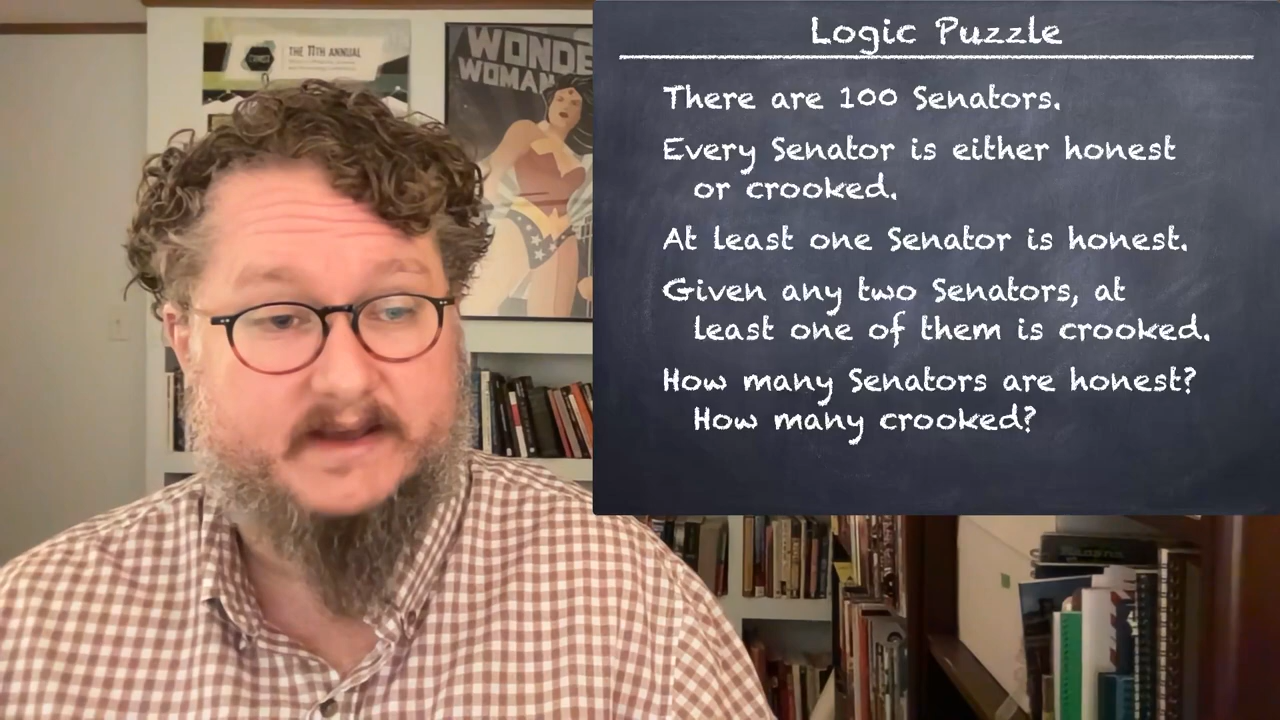 THE 11TH ANNUAL
WONDE
WOMAN
Logic Puzzle
There are 100 Senators.
Every Senator is either honest
or crooked.
At least one Senator is honest.
Given any two Senators, at
least one of them is crooked.
How many Senators are honest?
How many crooked?